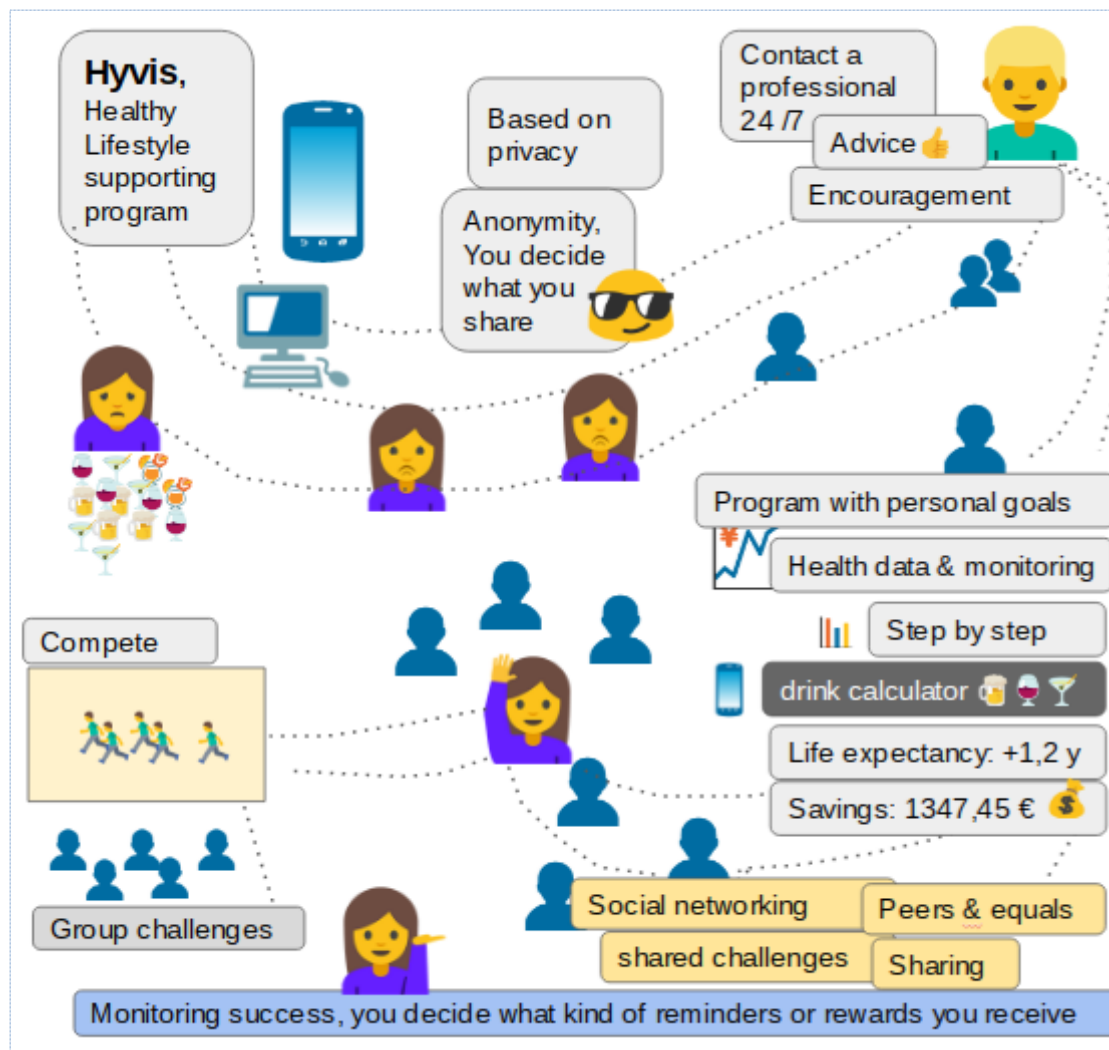 Hyvis,
Healthy
Lifestyle
supporting
program
Based on
privacy
Anonymity,
You decide
what you
share
Contact a
professional
24 /7
Advice
Encouragement
Program with personal goals
Health data & monitoring
Step by step
drink calculator
Life expectancy: +1,2 y
Savings: 1347,45 €
Compete
Group challenges
Social networking
Peers & equals
shared challenges
Sharing
Monitoring success, you decide what kind of reminders or rewards you receive